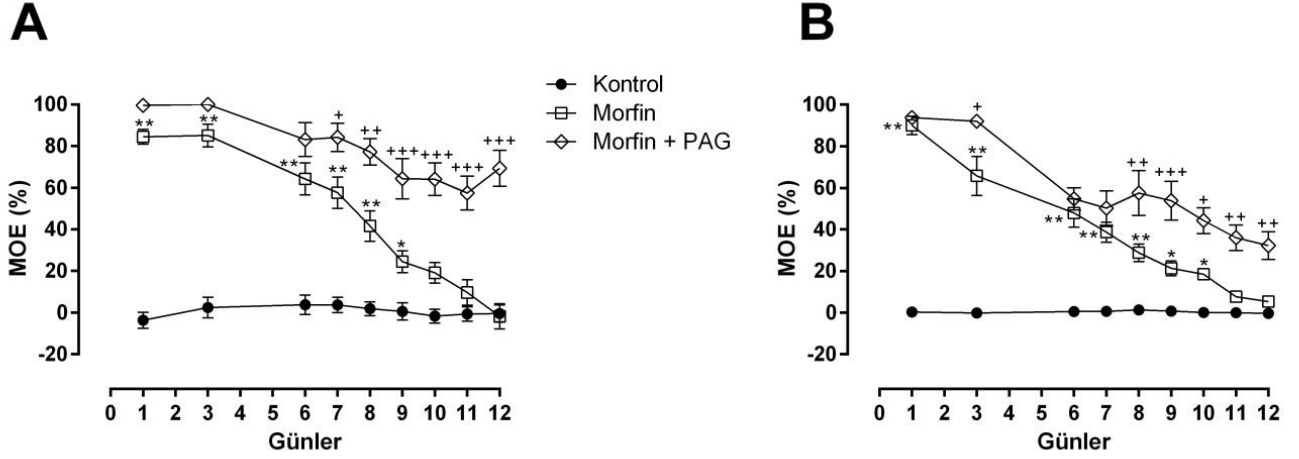 A
Kontrol
Morfin
Morfin + PAG
100
80
60
40
20
0
-20
MOE (%)
** ** ** ** ** *
+ ++ +++ +++ +++ +++
0 1 2 3 4 5 6 7 8 9 10 11 12
Günler
B
100
80
60
40
20
0
-20
MOE (%)
** ** ** ** ** * *
+ ++ +++ + ++ ++
0 1 2 3 4 5 6 7 8 9 10 11 12
Günler